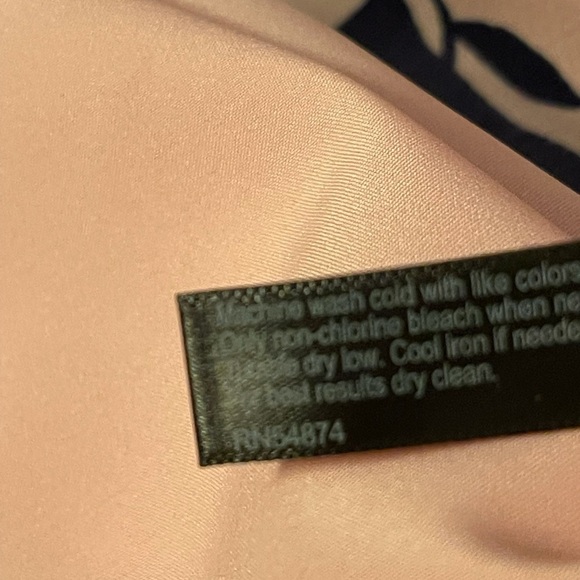 Machine wash cold with like colors
Only non-chlorine bleach when ne
Tumble dry low. Cool iron if neede
For best results dry clean.
RN54874